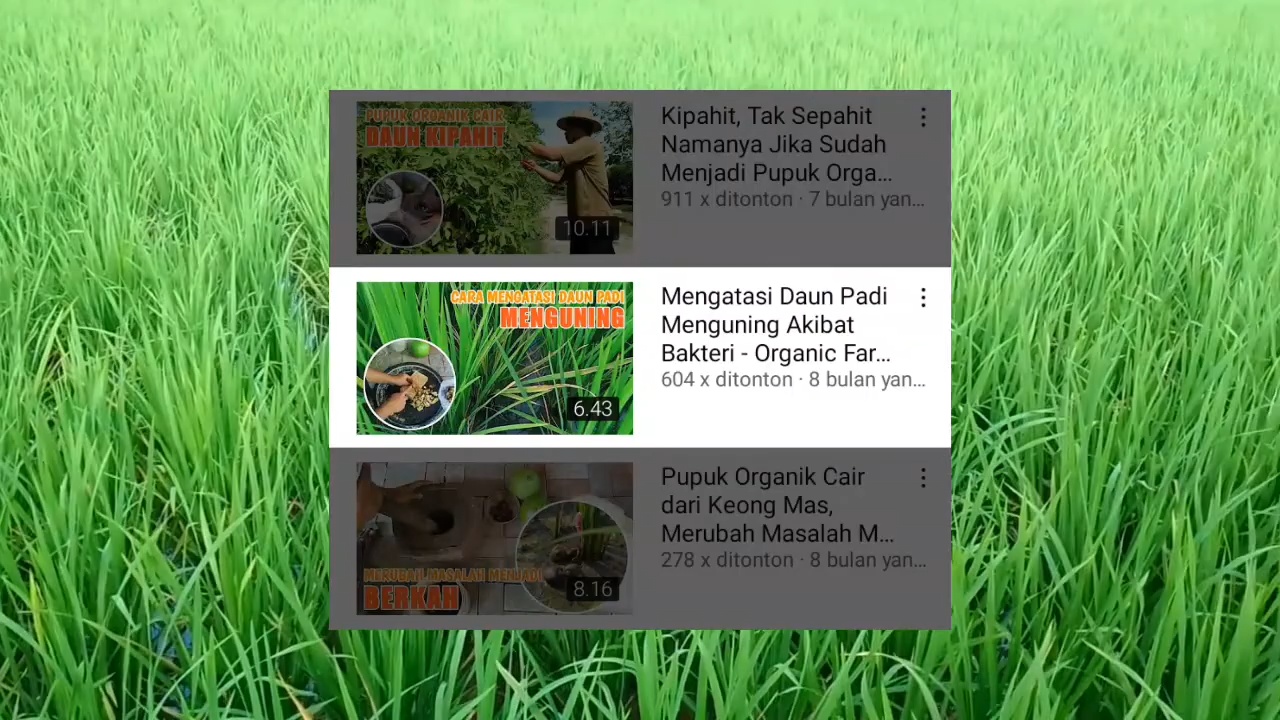 PUPUK ORGANIK CAIR
DAUN KIPAHIT
10.11
Kipahit, Tak Sepahit
Namanya Jika Sudah
Menjadi Pupuk Orga...
911 x ditonton · 7 bulan yan...
CARA MENGATASI DAUN PADI
MENGUNING
6.43
Mengatasi Daun Padi
Menguning Akibat
Bakteri - Organic Far...
604 x ditonton · 8 bulan yan...
MERUBAH MASALAH MENJADI
BERKAH
8.16
Pupuk Organik Cair
dari Keong Mas,
Merubah Masalah M...
278 x ditonton · 8 bulan yan...